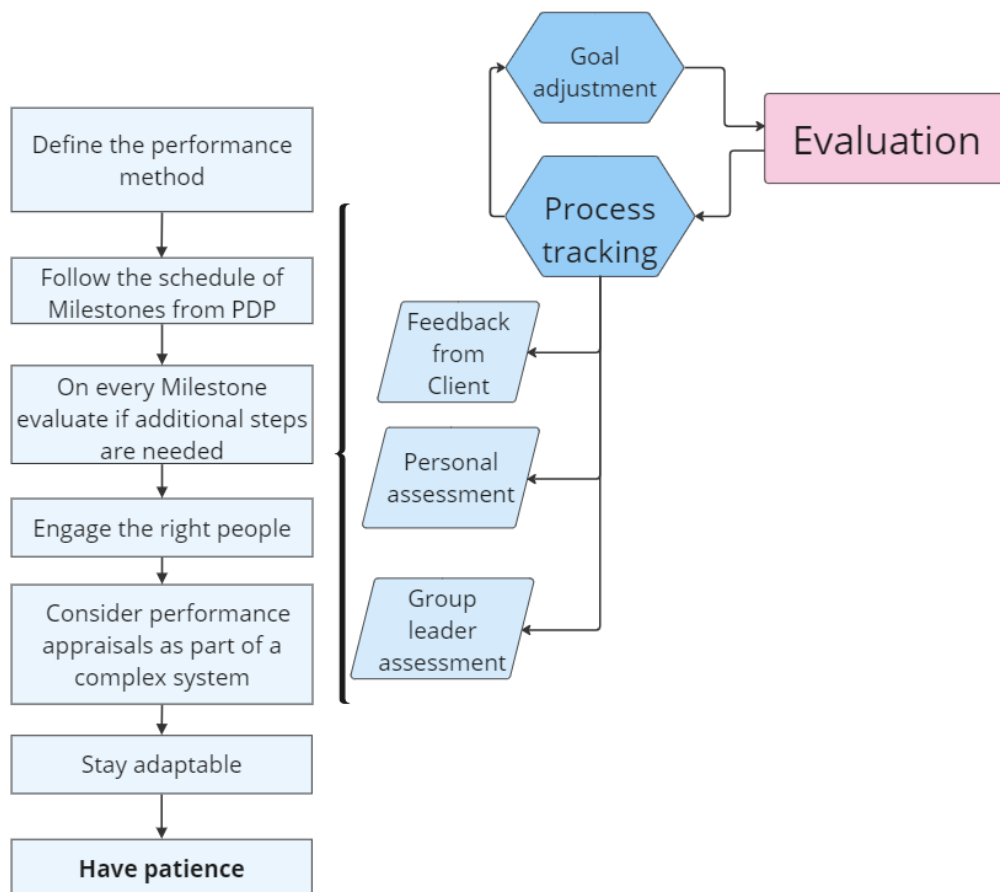 Define the performance
method
Follow the schedule of
Milestones from PDP
On every Milestone
evaluate if additional steps
are needed
Engage the right people
Consider performance
appraisals as part of a
complex system
Stay adaptable
Have patience
Goal
adjustment
Evaluation
Process
tracking
Feedback
from
Client
Personal
assessment
Group
leader
assessment